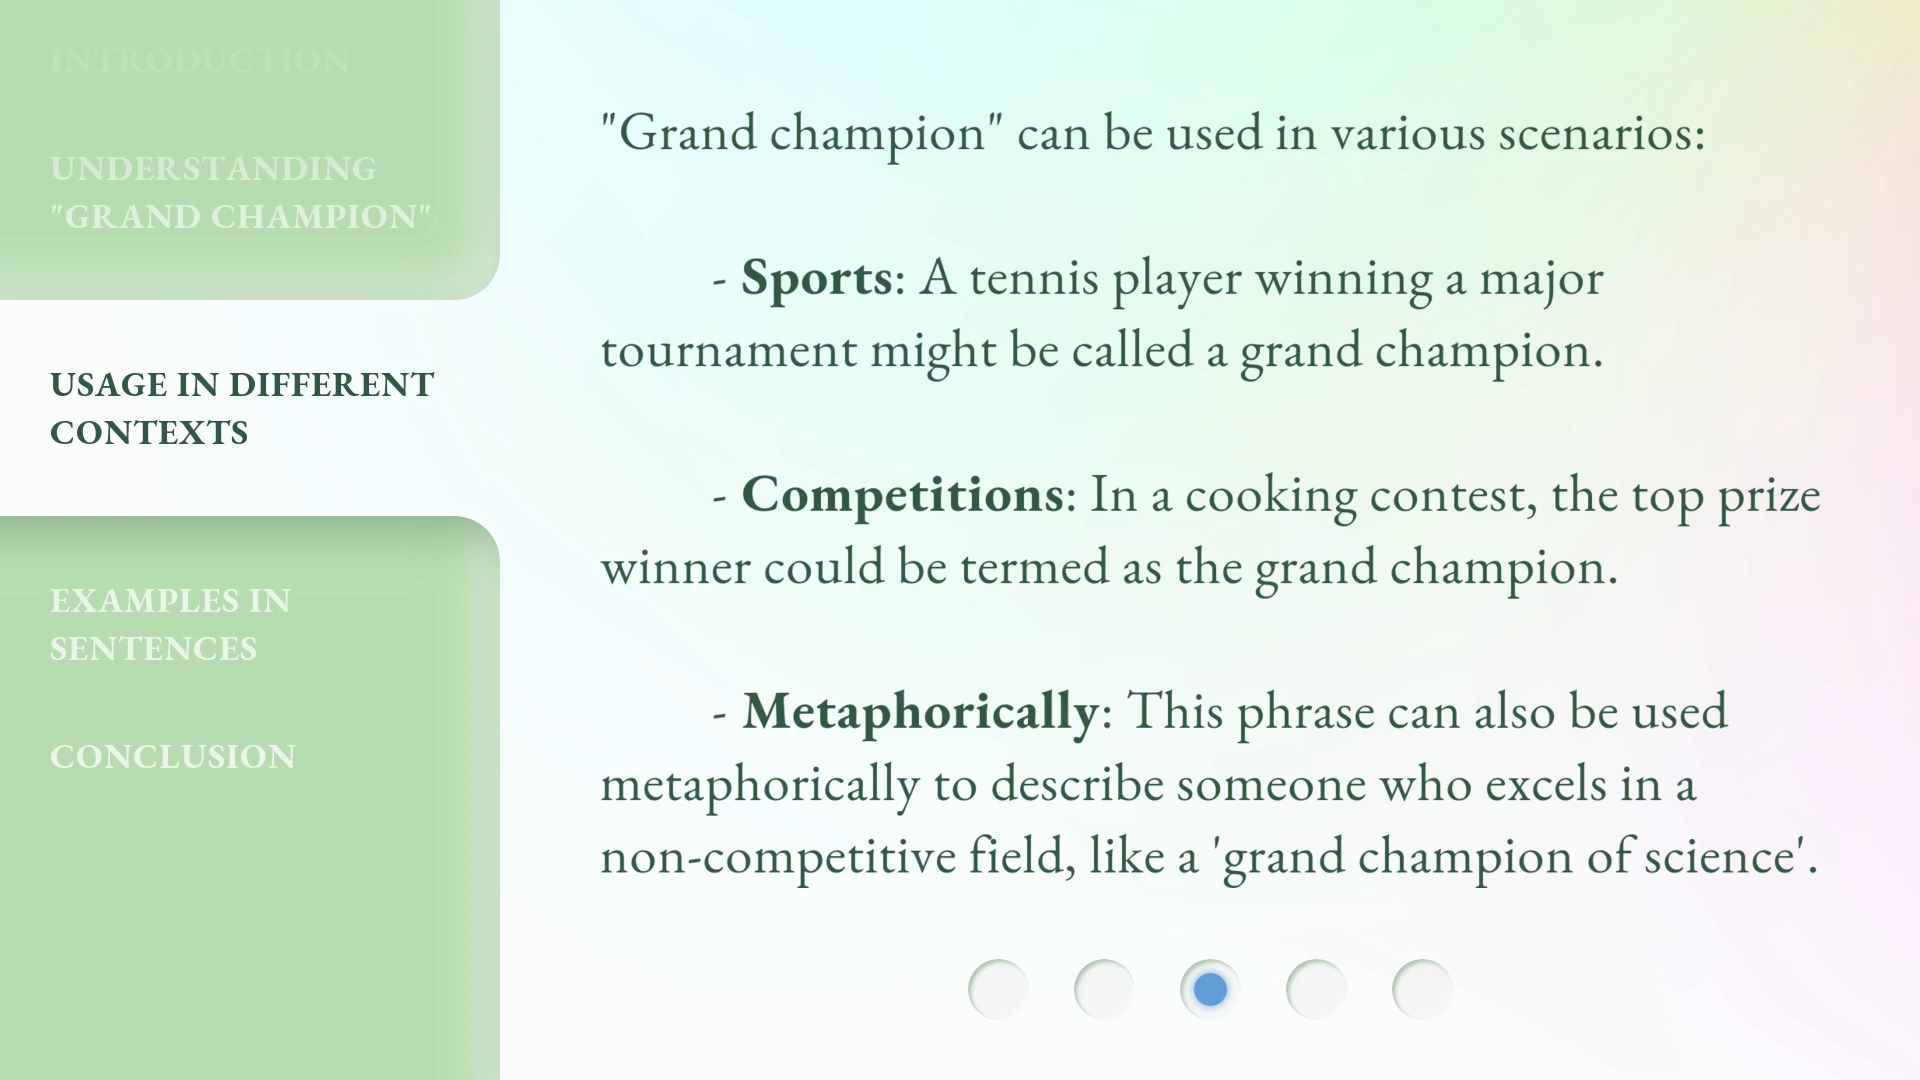 INTRODUCTION
UNDERSTANDING
"GRAND CHAMPION"
USAGE IN DIFFERENT
CONTEXTS
EXAMPLES IN
SENTENCES
CONCLUSION
"Grand champion" can be used in various scenarios:
- Sports: A tennis player winning a major
tournament might be called a grand champion.
- Competitions: In a cooking contest, the top prize
winner could be termed as the grand champion.
- Metaphorically: This phrase can also be used
metaphorically to describe someone who excels in a
non-competitive field, like a 'grand champion of science'.